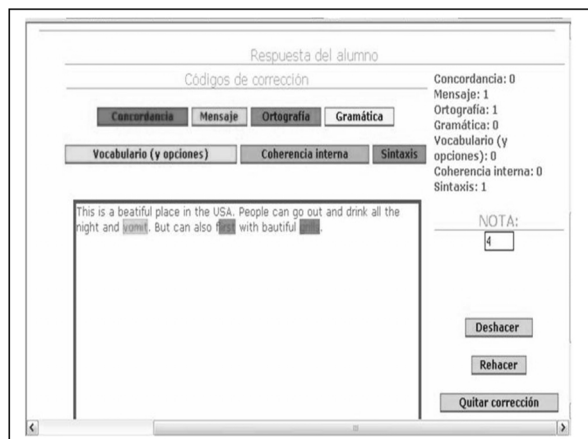 Respuesta del alumno
Códigos de corrección
Concordancia Mensaje Ortografía Gramática
Vocabulario (y opciones) Coherencia interna Sintaxis
This is a beatiful place in the USA. People can go out and drink all the
night and vomit. But can also with bautiful
Concordancia: 0
Mensaje: 1
Ortografía: 1
Gramática: 0
Vocabulario (y
opciones): 0
Coherencia interna: 0
Sintaxis: 1
NOTA:
4
Deshacer
Rehacer
Quitar corrección